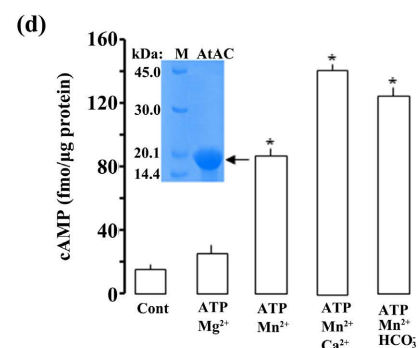 (d)
160
120
80
40
0
cAMP (fmo/µg protein)
kDa: M AtAC
45.0
30.0
20.1
14.4
* * *
Cont ATP ATP ATP ATP
Mg²⁺ Mn²⁺ Mn²⁺ Mn²⁺
Ca²⁺ HCO₃